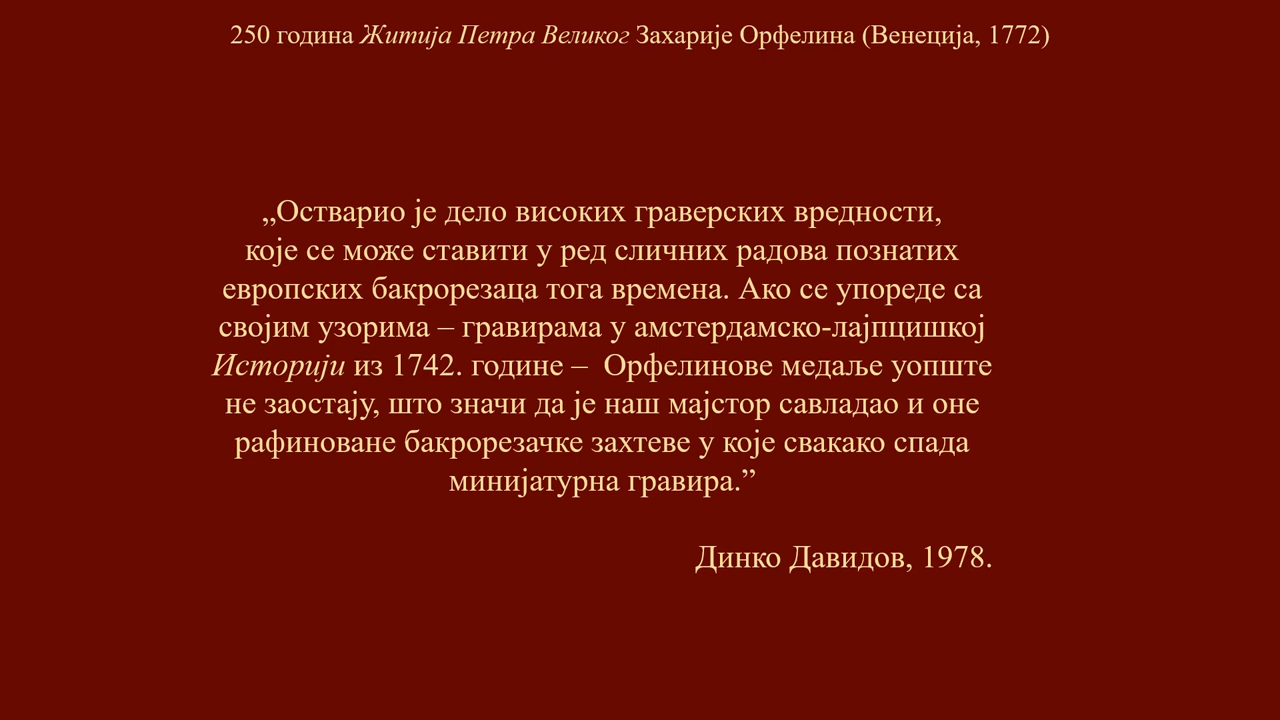 250 година Житија Петра Великог Захарије Орфелина (Венеција, 1772)
„Остварио је дело високих граверских вредности,
које се може ставити у ред сличних радова познатих
европских бакрорезаца тога времена. Ако се упореде са
својим узорима – гравирама у амстердамско-лајпцишкој
Историји из 1742. године –  Орфелинове медаље уопште
не заостају, што значи да је наш мајстор савладао и оне
рафиноване бакрорезачке захтеве у које свакако спада
минијатурна гравира.”
Динко Давидов, 1978.